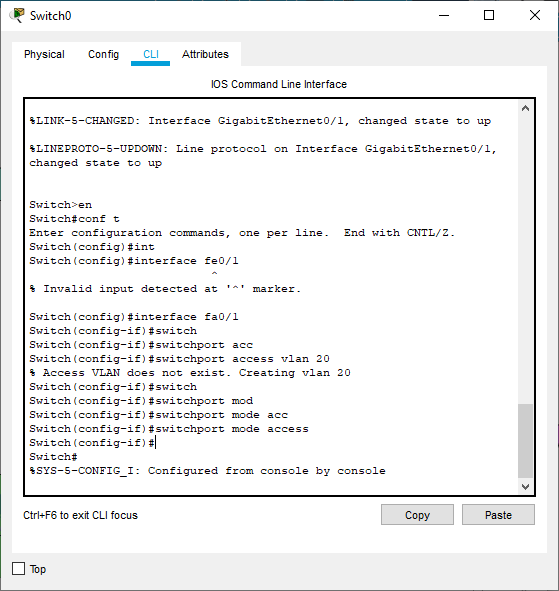 Switch0
Physical Config CLI Attributes
IOS Command Line Interface
%LINK-5-CHANGED: Interface GigabitEthernet0/1, changed state to up
%LINEPROTO-5-UPDOWN: Line protocol on Interface GigabitEthernet0/1,
changed state to up
Switch>en
Switch#conf t
Enter configuration commands, one per line.  End with CNTL/Z.
Switch(config)#int
Switch(config)#interface fe0/1
^
% Invalid input detected at '^' marker.
Switch(config)#interface fa0/1
Switch(config-if)#switch
Switch(config-if)#switchport acc
Switch(config-if)#switchport access vlan 20
% Access VLAN does not exist. Creating vlan 20
Switch(config-if)#switch
Switch(config-if)#switchport mod
Switch(config-if)#switchport mode acc
Switch(config-if)#switchport mode access
Switch(config-if)#
Switch#
%SYS-5-CONFIG_I: Configured from console by console
Ctrl+F6 to exit CLI focus Copy Paste
Top